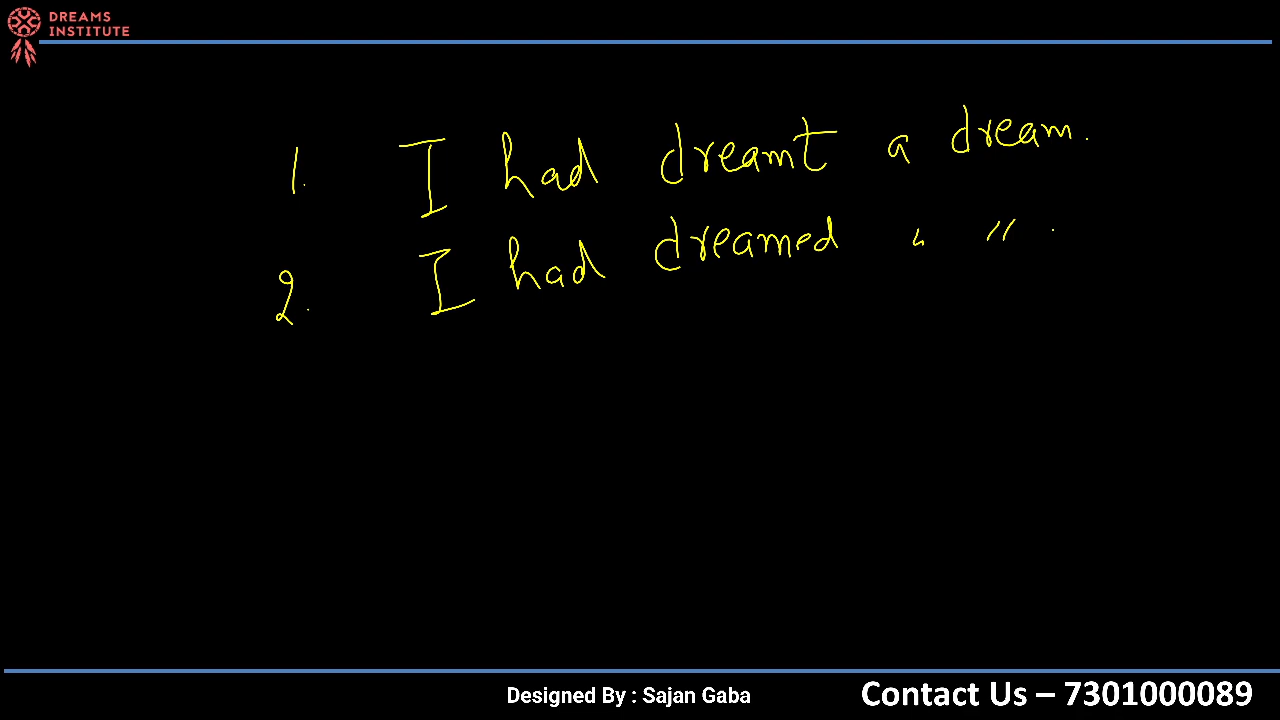 DREAMS
INSTITUTE
1. I had dreamt a dream.
2. I had dreamed " " .
Designed By : Sajan Gaba
Contact Us – 7301000089